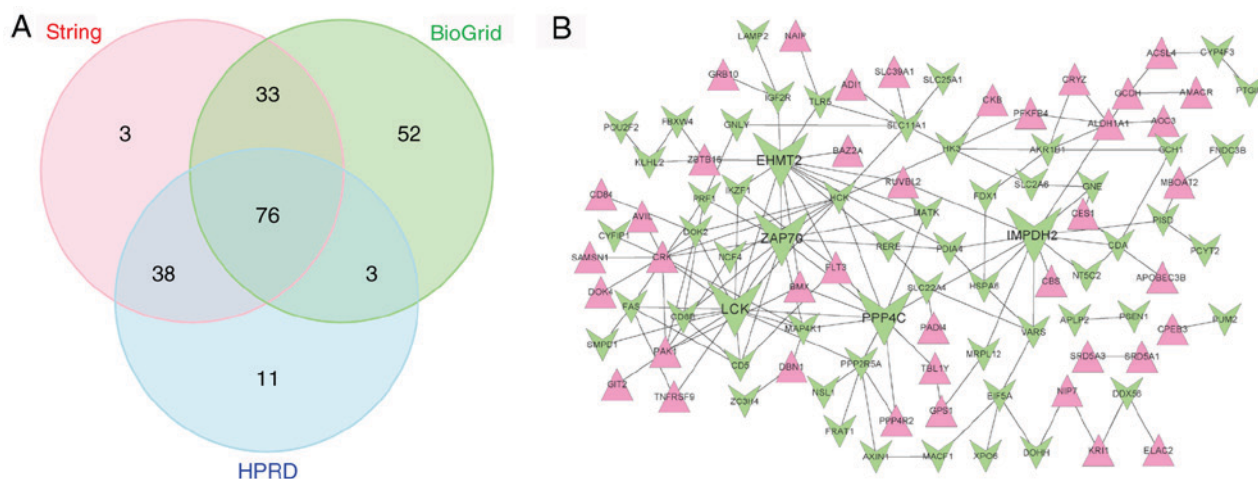 A
String
BioGrid
3
33
52
76
38
3
11
HPRD
B
LAMP2
NAIP
GRB10
IGF2R
TLR5
ADI1
SLC39A1
SLC25A1
ACSL4
CYP4F3
CRYZ
GCDH
AMACR
CKB
PFKFB4
ALDH1A1
AOC3
POU2F2
FBXW4
GNLY
SLC11A1
HK3
AKR1B1
GCH1
FNDC3B
KLHL2
ZBTB16
EHMT2
BAZ2A
RUVBL2
SLC2A6
GNE
MBOAT2
CD84
PRF1
IKZF1
HCK
MATK
FDX1
CES1
PISD
AVIL
CYFIP1
DOK2
ZAP70
RERE
PDIA4
IMPDH2
CDA
PCYT2
SAMSN1
CRK
NCF4
FLT3
NT5C2
APOBEC3B
DOK4
BMX
SLC22A4
HSPA8
CBS
FAS
LCK
PPP4C
CD5
MAP4K1
PADI4
VARS
APLP2
PSEN1
PUM2
CPEB3
SMPD1
PAK1
PPP2R5A
TBL1Y
MRPL12
SRD5A3
SRD5A1
GIT2
TNFRSF9
DBN1
ZC3H4
NSL1
GPS1
EIF5A
NIP7
DDX56
FRAT1
PPP4R2
AXIN1
MACF1
XPO6
DOHH
KRI1
ELAC2